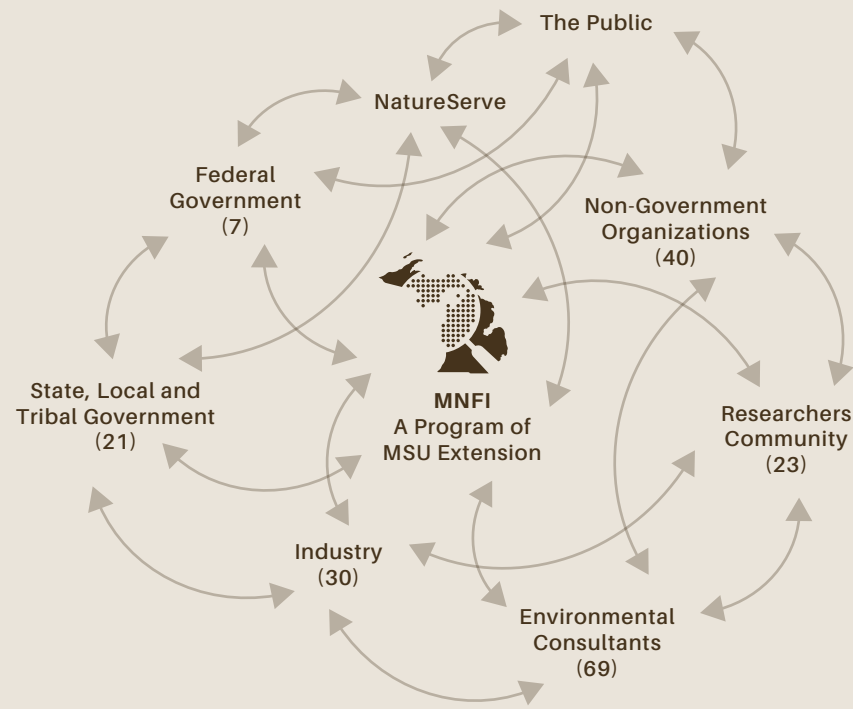 The Public
NatureServe
Federal
Government
(7)
Non-Government
Organizations
(40)
State, Local and
Tribal Government
(21)
MNFI
A Program of
MSU Extension
Researchers
Community
(23)
Industry
(30)
Environmental
Consultants
(69)